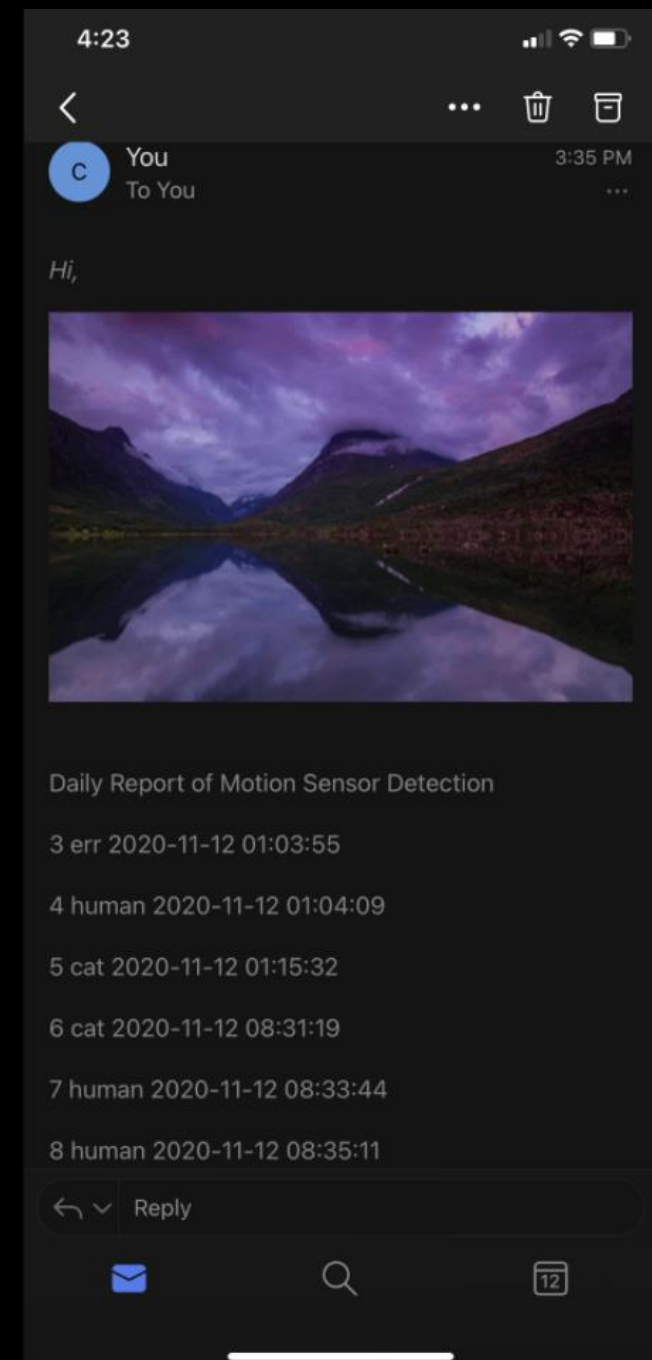 4:23
You
3:35 PM
C
To You
Hi,
Daily Report of Motion Sensor Detection
3 err 2020-11-12 01:03:55
4 human 2020-11-12 01:04:09
5 cat 2020-11-12 01:15:32
6 cat 2020-11-12 08:31:19
7 human 2020-11-12 08:33:44
8 human 2020-11-12 08:35:11
Reply
12